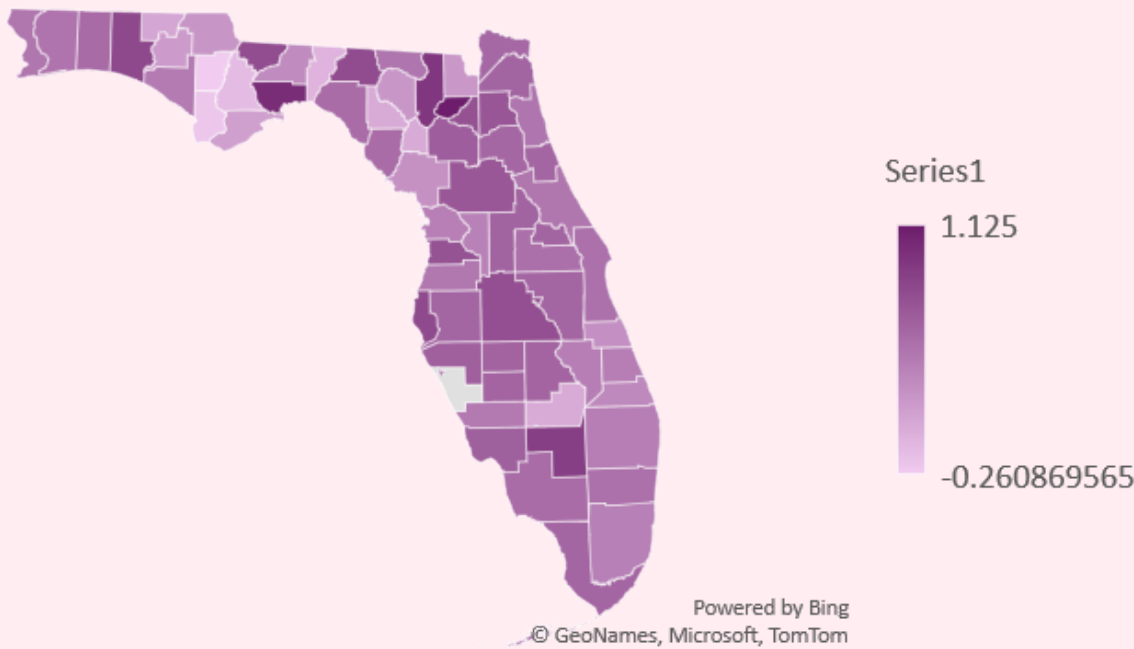 Series1
1.125
-0.260869565
Powered by Bing
© GeoNames, Microsoft, TomTom